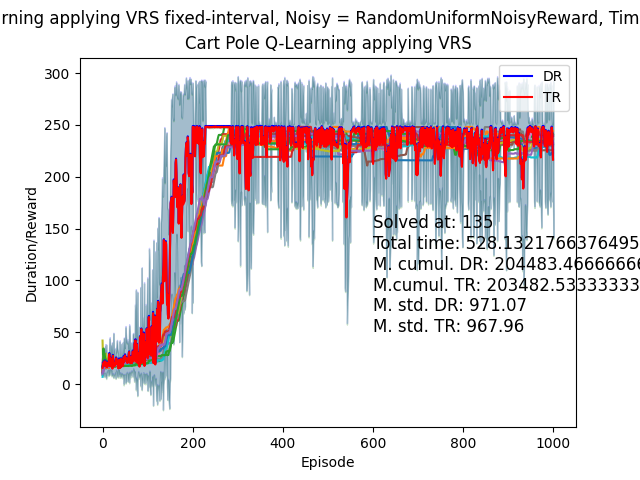 rning applying VRS fixed-interval, Noisy = RandomUniformNoisyReward, Tim
Cart Pole Q-Learning applying VRS
300
250
200
150
100
50
0
Duration/Reward
DR
TR
Solved at: 135
Total time: 528.1321766376495
M. cumul. DR: 204483.46666666
M.cumul. TR: 203482.53333333
M. std. DR: 971.07
M. std. TR: 967.96
0
200
400
600
800
1000
Episode